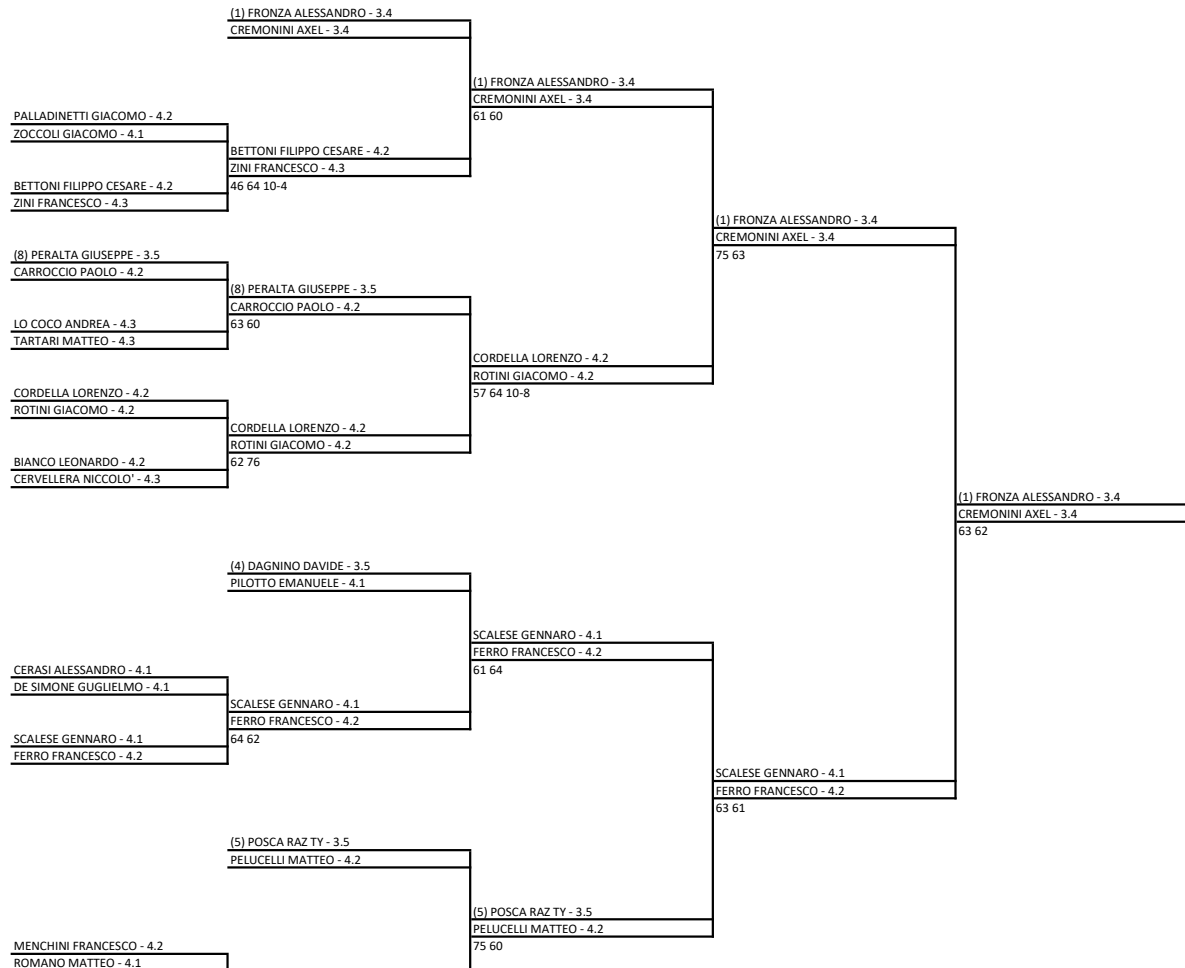 (1) FRONZA ALESSANDRO - 3.4
CREMONINI AXEL - 3.4
(1) FRONZA ALESSANDRO - 3.4
CREMONINI AXEL - 3.4
61 60
PALLADINETTI GIACOMO - 4.2
ZOCCOLI GIACOMO - 4.1
BETTONI FILIPPO CESARE - 4.2
ZINI FRANCESCO - 4.3
46 64 10-4
BETTONI FILIPPO CESARE - 4.2
ZINI FRANCESCO - 4.3
(1) FRONZA ALESSANDRO - 3.4
CREMONINI AXEL - 3.4
75 63
(8) PERALTA GIUSEPPE - 3.5
CARROCCIO PAOLO - 4.2
(8) PERALTA GIUSEPPE - 3.5
CARROCCIO PAOLO - 4.2
63 60
LO COCO ANDREA - 4.3
TARTARI MATTEO - 4.3
CORDELLA LORENZO - 4.2
ROTINI GIACOMO - 4.2
57 64 10-8
CORDELLA LORENZO - 4.2
ROTINI GIACOMO - 4.2
CORDELLA LORENZO - 4.2
ROTINI GIACOMO - 4.2
62 76
BIANCO LEONARDO - 4.2
CERVELLERA NICCOLO' - 4.3
(1) FRONZA ALESSANDRO - 3.4
CREMONINI AXEL - 3.4
63 62
(4) DAGNINO DAVIDE - 3.5
PILOTTO EMANUELE - 4.1
SCALESE GENNARO - 4.1
FERRO FRANCESCO - 4.2
61 64
CERASI ALESSANDRO - 4.1
DE SIMONE GUGLIELMO - 4.1
SCALESE GENNARO - 4.1
FERRO FRANCESCO - 4.2
64 62
SCALESE GENNARO - 4.1
FERRO FRANCESCO - 4.2
SCALESE GENNARO - 4.1
FERRO FRANCESCO - 4.2
63 61
(5) POSCA RAZ TY - 3.5
PELUCELLI MATTEO - 4.2
(5) POSCA RAZ TY - 3.5
PELUCELLI MATTEO - 4.2
75 60
MENCHINI FRANCESCO - 4.2
ROMANO MATTEO - 4.1